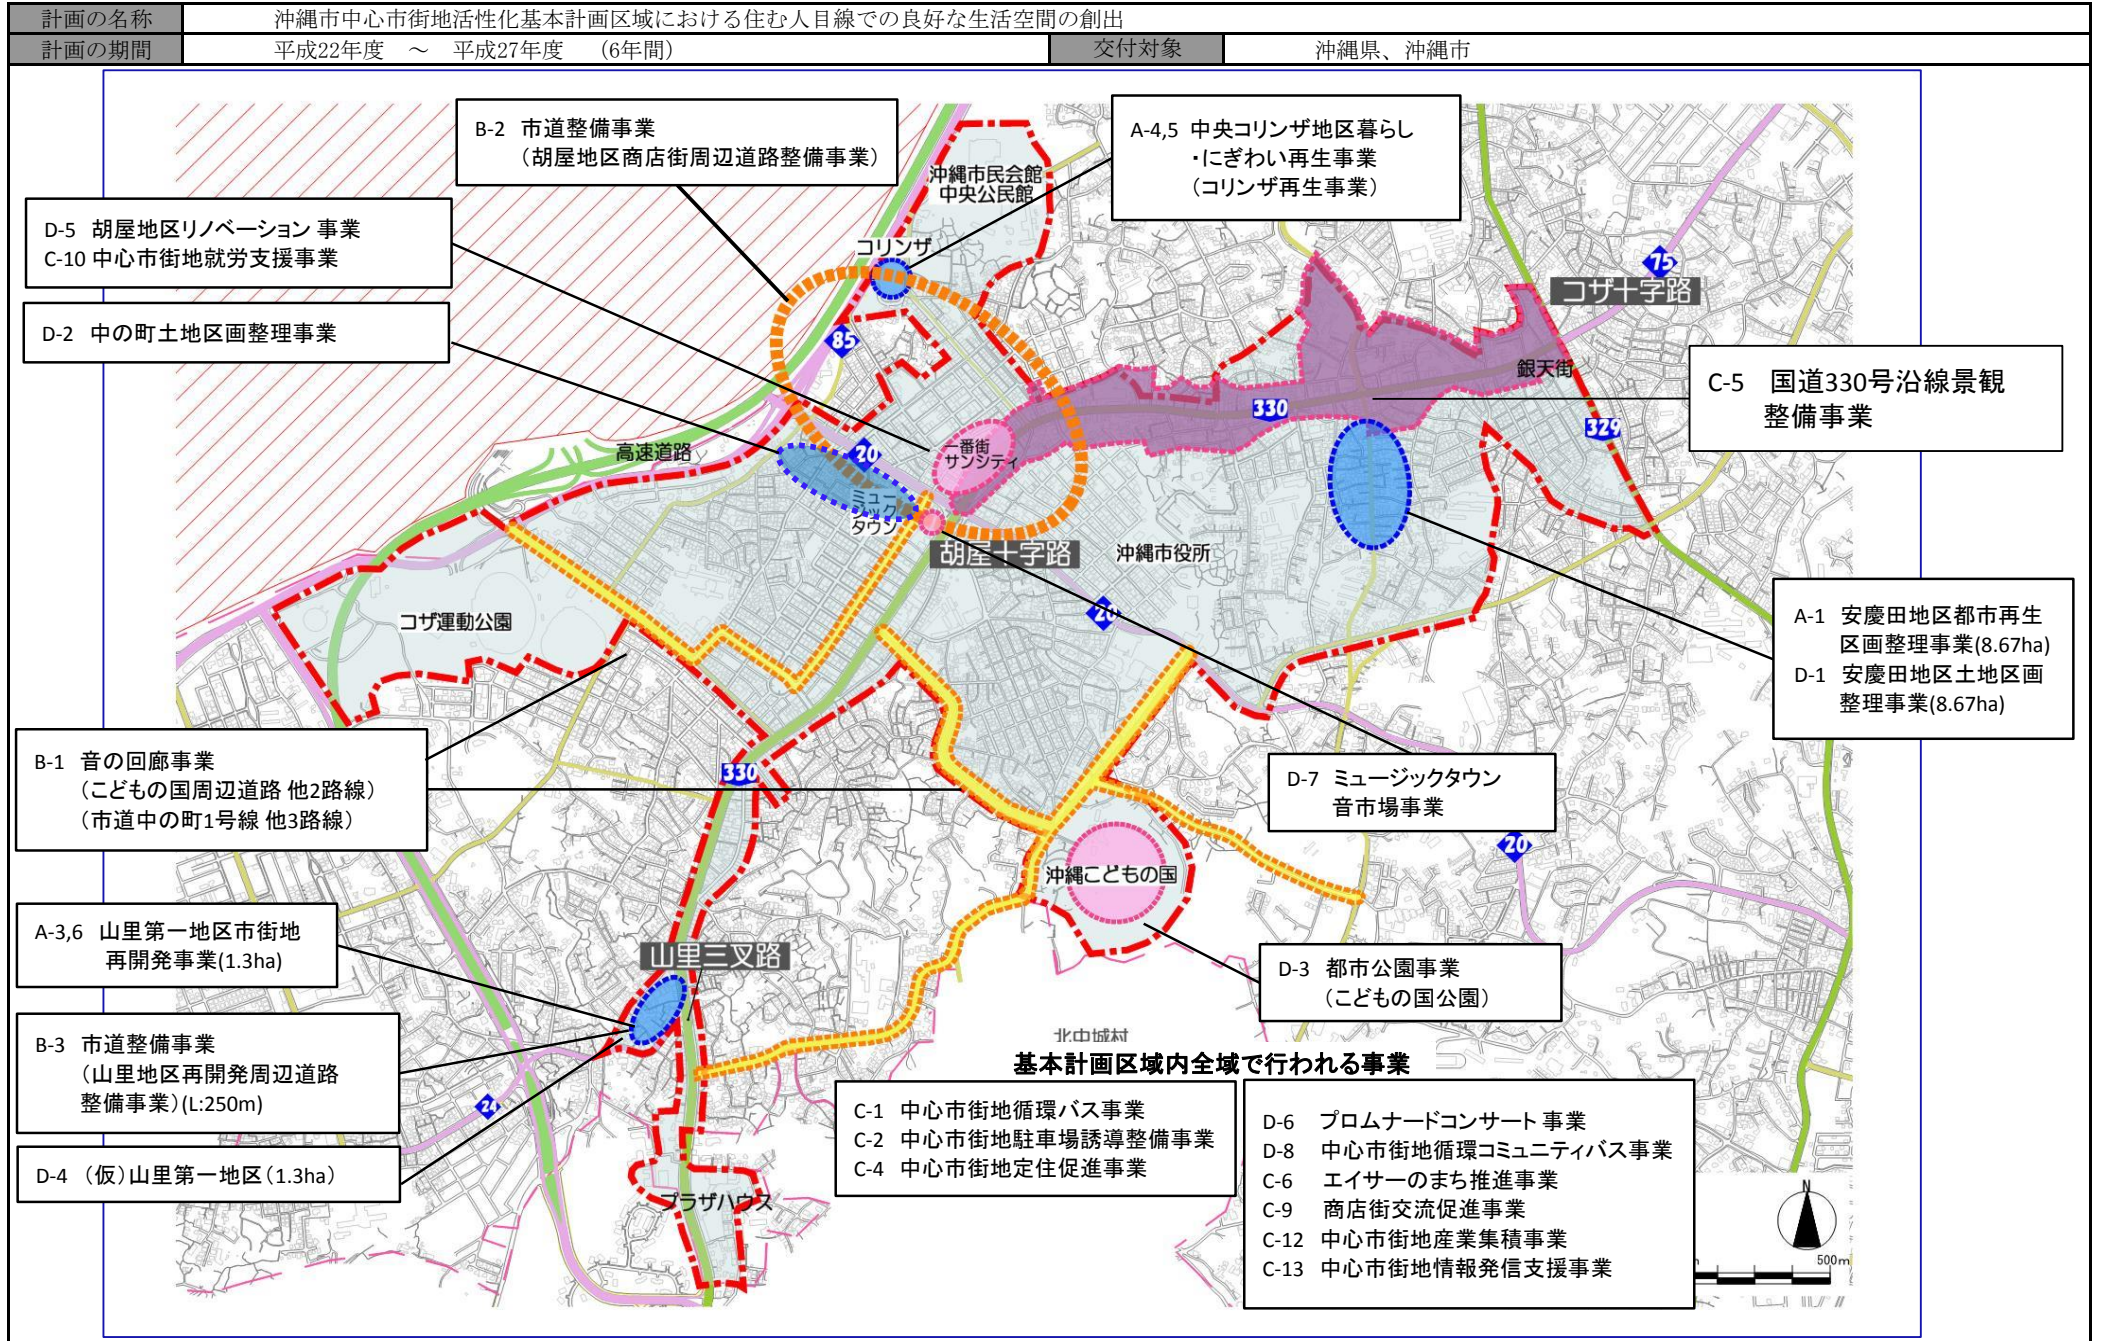 計画の名称 沖縄市中心市街地活性化基本計画区域における住む人目線での良好な生活空間の創出
計画の期間 平成22年度 ～ 平成27年度 (6年間) 交付対象 沖縄県、沖縄市
B-2 市道整備事業
（胡屋地区商店街周辺道路整備事業）
A-4,5 中央コリンザ地区暮らし
・にぎわい再生事業
（コリンザ再生事業）
沖縄市民会館
中央公民館
D-5 胡屋地区リノベーション 事業
C-10 中心市街地就労支援事業
コリンザ
75
コザ十字路
D-2 中の町土地区画整理事業
85
銀天街
C-5 国道330号沿線景観
整備事業
330
329
高速道路
20
一番街
サンシティ
ミュー
ジック
タウン
胡屋十字路
沖縄市役所
コザ運動公園
20
A-1 安慶田地区都市再生
区画整理事業(8.67ha)
D-1 安慶田地区土地区画
整理事業(8.67ha)
B-1 音の回廊事業
（こどもの国周辺道路 他2路線）
（市道中の町1号線 他3路線）
330
D-7 ミュージックタウン
音市場事業
20
沖縄こどもの国
A-3,6 山里第一地区市街地
再開発事業(1.3ha)
山里三叉路
D-3 都市公園事業
（こどもの国公園）
B-3 市道整備事業
（山里地区再開発周辺道路
整備事業）(L:250m)
北中城村
基本計画区域内全域で行われる事業
24
C-1 中心市街地循環バス事業
C-2 中心市街地駐車場誘導整備事業
C-4 中心市街地定住促進事業
D-6 プロムナードコンサート 事業
D-8 中心市街地循環コミュニティバス事業
C-6 エイサーのまち推進事業
C-9 商店街交流促進事業
C-12 中心市街地産業集積事業
C-13 中心市街地情報発信支援事業
D-4 （仮）山里第一地区（1.3ha）
プラザハウス
N
500m